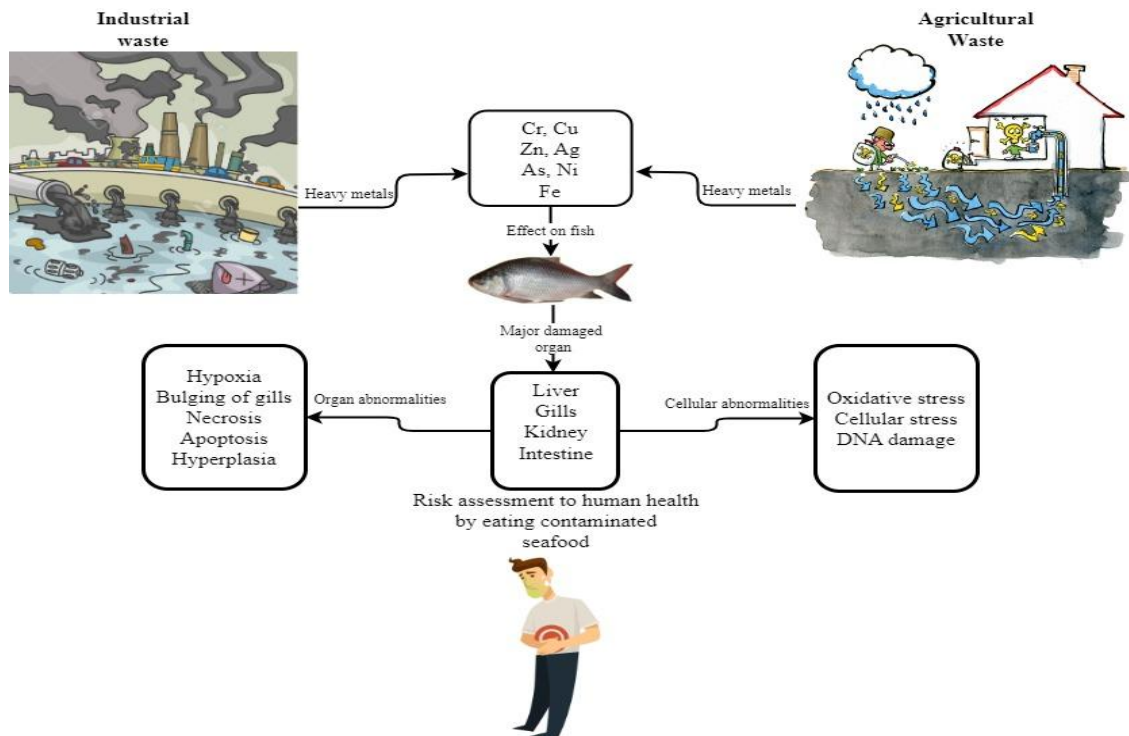 Industrial
waste
Agricultural
Waste
Cr, Cu
Zn, Ag
As, Ni
Fe
Heavy metals
Heavy metals
Effect on fish
Major damaged
organ
Hypoxia
Bulging of gills
Necrosis
Apoptosis
Hyperplasia
Organ abnormalities
Liver
Gills
Kidney
Intestine
Cellular abnormalities
Oxidative stress
Cellular stress
DNA damage
Risk assessment to human health
by eating contaminated
seafood